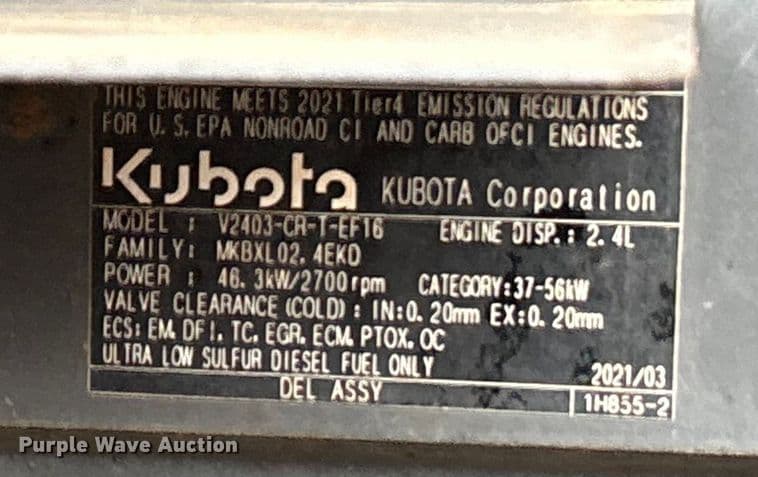 THIS ENGINE MEETS 2021 Tier4 EMISSION REGULATIONS
FOR U.S.EPA NONROAD CI AND CARB OFCI ENGINES.
Kubota KUBOTA Corporation
MODEL : V2403-CR-T-EF16 ENGINE DISP.: 2.4L
FAMILY: MKBXL02.4EKD
POWER : 46.3kW/2700rpm CATEGORY:37-56kW
VALVE CLEARANCE (COLD) : IN:0.20mm EX:0.20mm
ECS: EM, DFI, TC, EGR, ECM, PTOX, OC
ULTRA LOW SULFUR DIESEL FUEL ONLY 2021/03
DEL ASSY 1H855-2
Purple Wave Auction